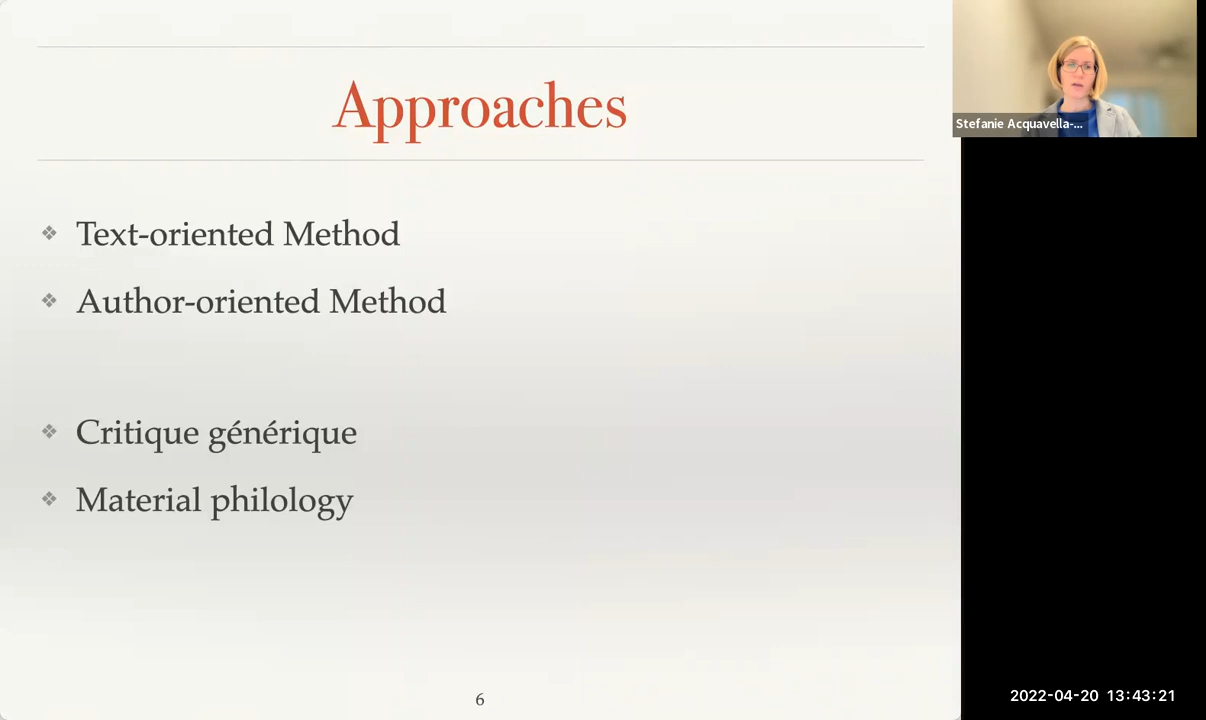 Approaches
Text-oriented Method
Author-oriented Method
Critique générique
Material philology
6
Stefanie Acquavella-...
2022-04-20 13:43:21